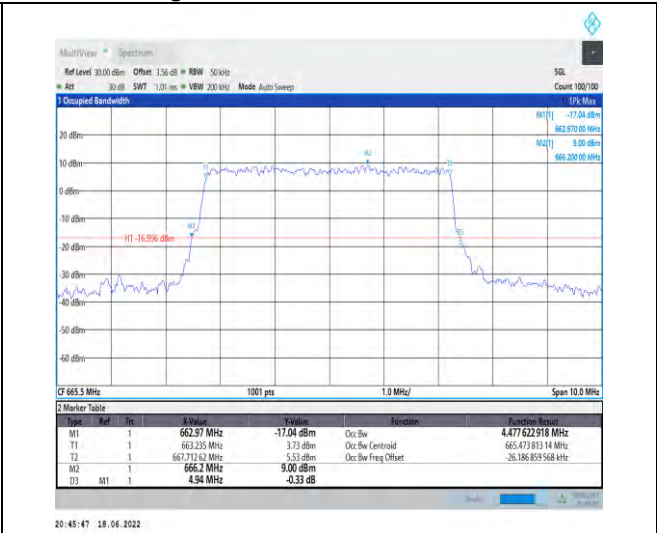 MultiView Spectrum
Ref Level 30.00 dBm Offset 3.56 dB RBW 50 kHz SGL
Att 30 dB SWT 1.01 ms VBW 200 kHz Mode Auto Sweep Count 100/100
1 Occupied Bandwidth 1Pk Max
M1[1] -17.04 dBm
662.970 00 MHz
M2[1] 9.00 dBm
666.200 00 MHz
20 dBm
10 dBm
0 dBm
-10 dBm
-20 dBm
-30 dBm
-40 dBm
-50 dBm
-60 dBm
M2
T1
M1
H1 -16.996 dBm
CF 665.5 MHz 1001 pts 1.0 MHz/ Span 10.0 MHz
2 Marker Table
Type Ref Trc X-Value Y-Value Function Function Result
M1 1 662.97 MHz -17.04 dBm Occ Bw 4.477 622 918 MHz
T1 1 663.235 MHz 3.73 dBm Occ Bw Centroid 665.473 813 14 MHz
T2 1 667.712 62 MHz 5.53 dBm Occ Bw Freq Offset -26.186 859 568 kHz
M2 1 666.2 MHz 9.00 dBm
D3 M1 1 4.94 MHz -0.33 dB
20:45:47 18.06.2022